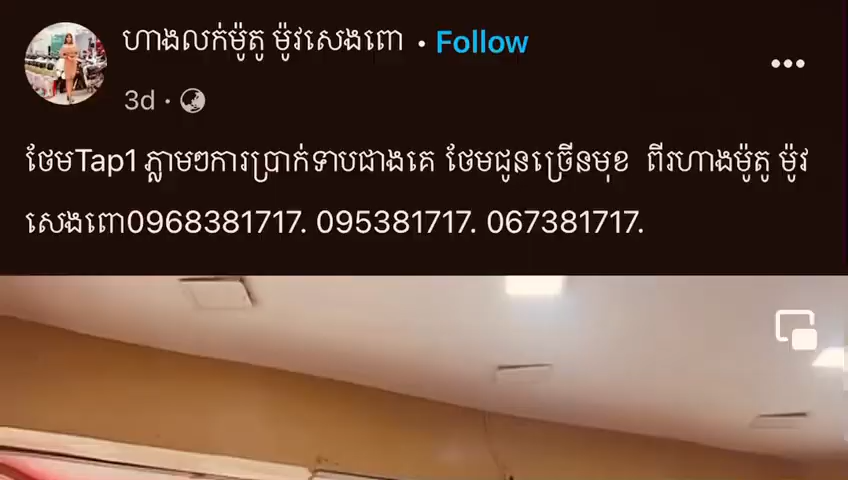 ហាងលក់ម៉ូតូ ម៉ូវសេងពោ • Follow
3d ·
ថែមTap1 ភ្លាមៗការប្រាក់ទាបជាងគេ ថែមជូនច្រើនមុខ ពីរហាងម៉ូតូ ម៉ូវ
សេងពោ0968381717. 095381717. 067381717.